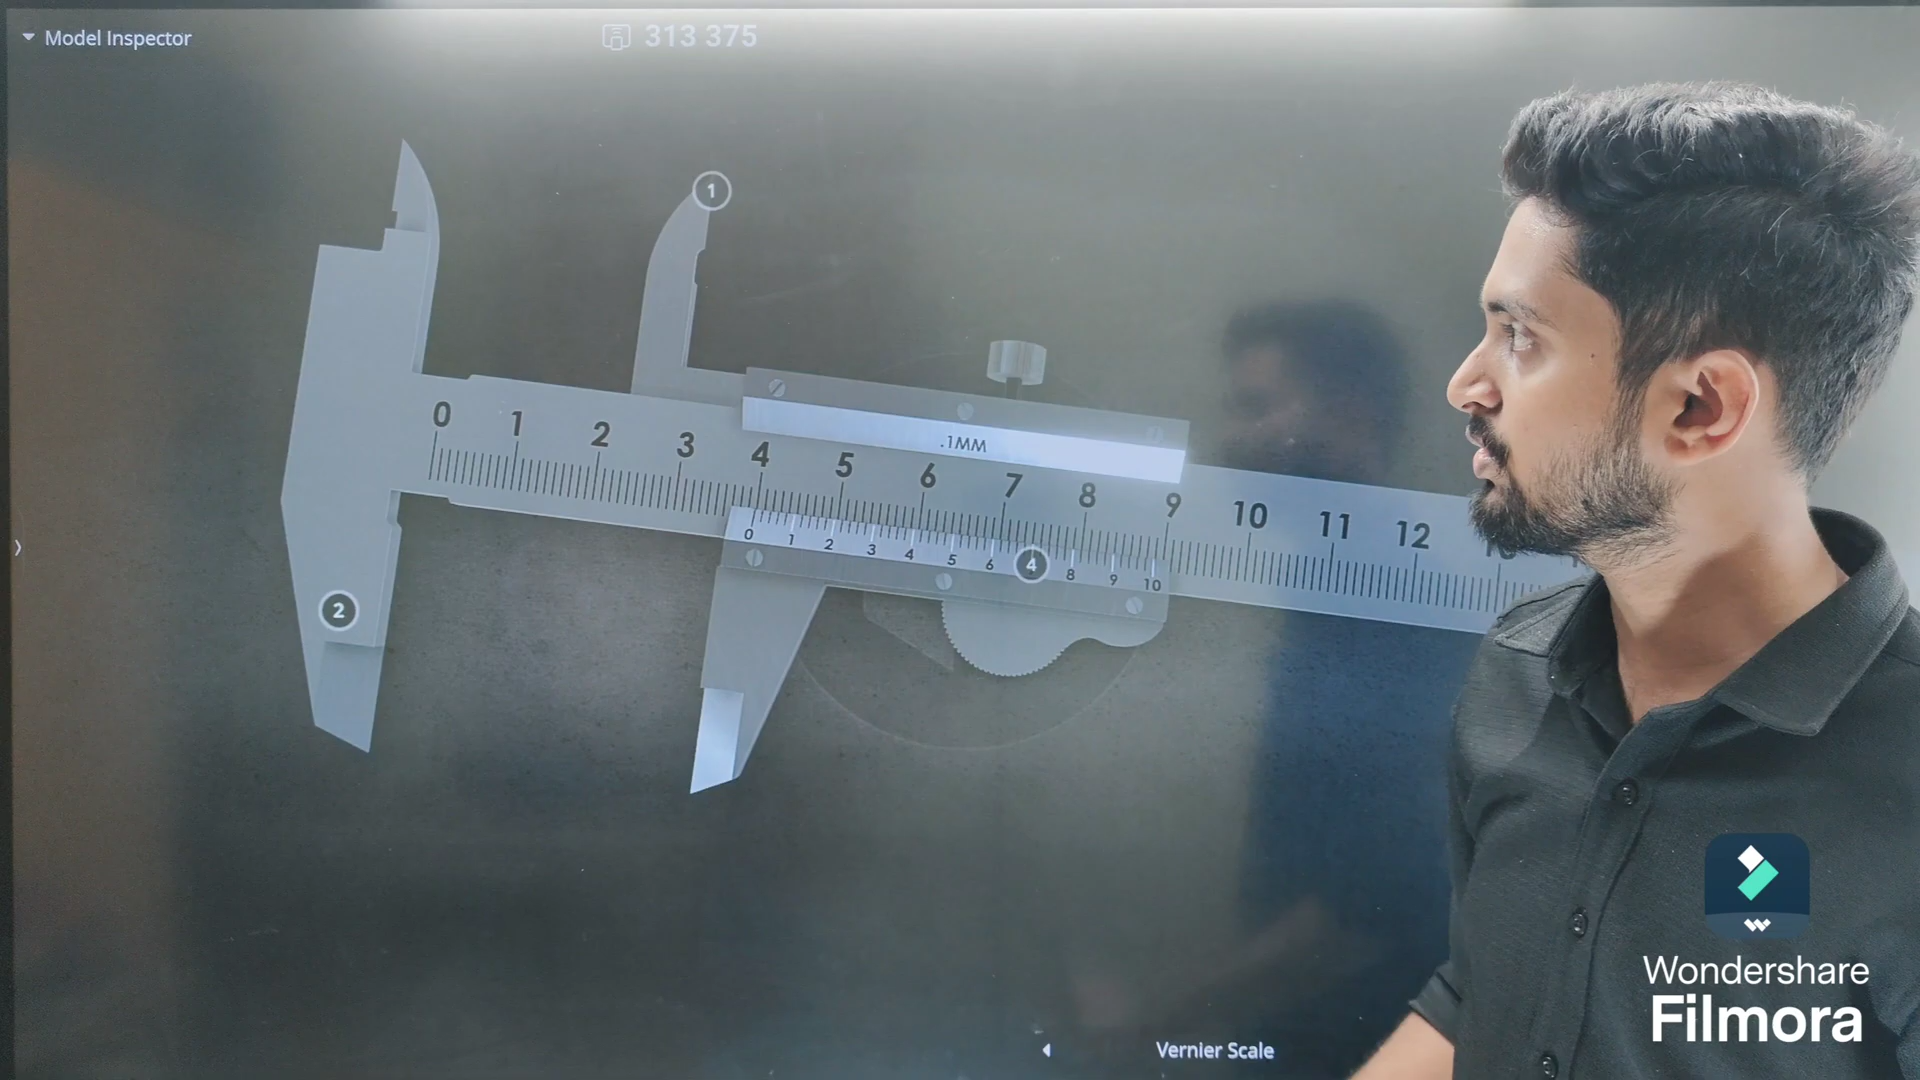 Model Inspector
313 375
1
0 1 2 3 4 5 6 7 8 9 10 11 12
.1MM
0 1 2 3 4 5 6 4 8 9 10
2
Vernier Scale
Wondershare
Filmora